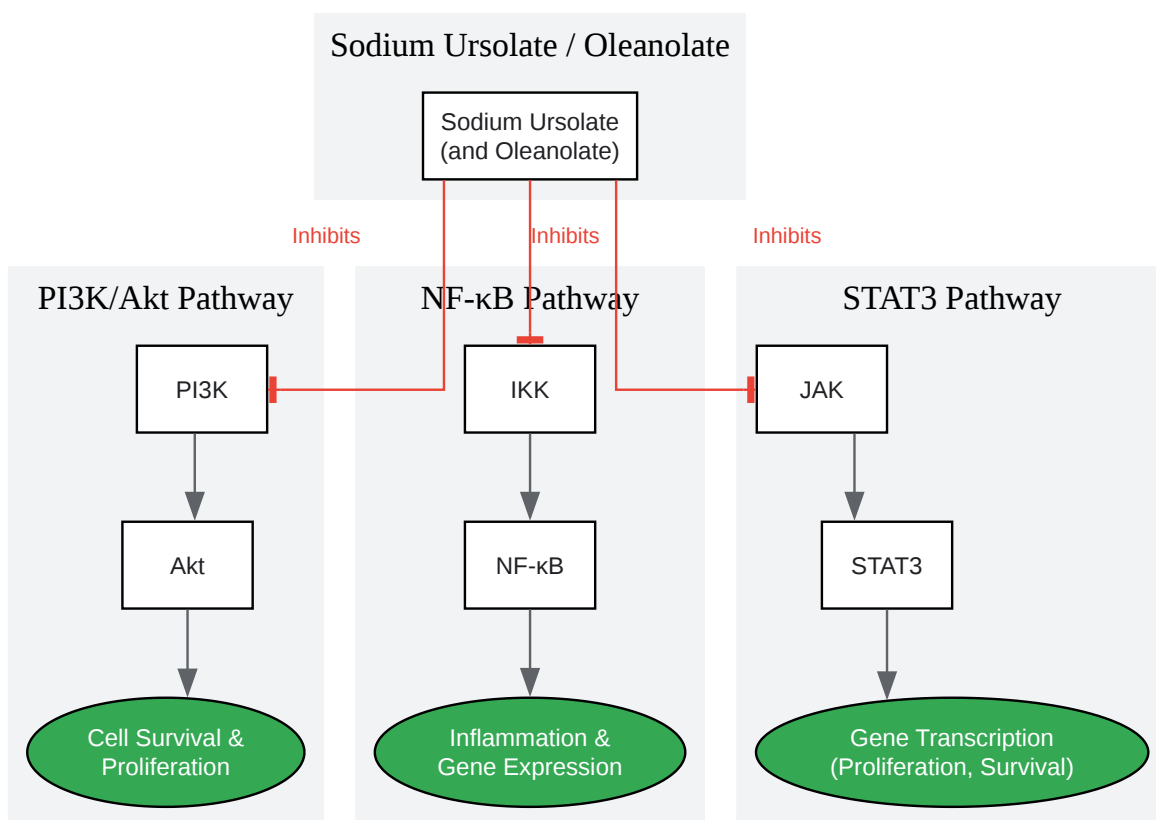 Sodium Ursolate / Oleanolate
Sodium Ursolate
(and Oleanolate)
Inhibits
Inhibits
Inhibits
PI3K/Akt Pathway
NF-κB Pathway
STAT3 Pathway
PI3K
IKK
JAK
Akt
NF-κB
STAT3
Cell Survival &
Proliferation
Inflammation &
Gene Expression
Gene Transcription
(Proliferation, Survival)